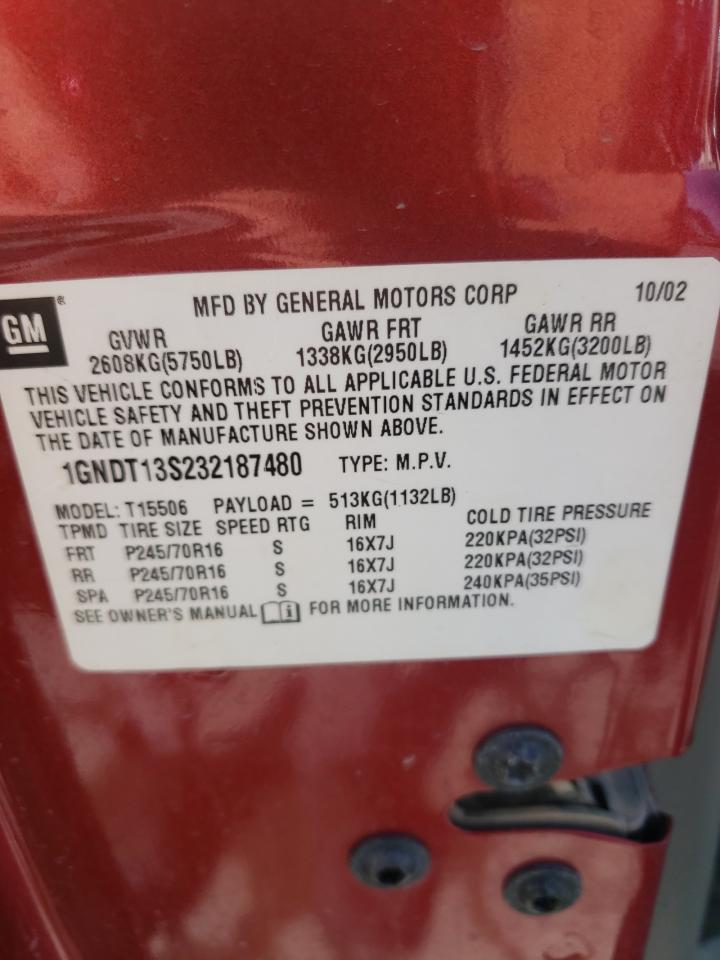 GM ® MFD BY GENERAL MOTORS CORP 10/02
GVWR GAWR FRT GAWR RR
2608KG(5750LB) 1338KG(2950LB) 1452KG(3200LB)
THIS VEHICLE CONFORMS TO ALL APPLICABLE U.S. FEDERAL MOTOR
VEHICLE SAFETY AND THEFT PREVENTION STANDARDS IN EFFECT ON
THE DATE OF MANUFACTURE SHOWN ABOVE.
1GNDT13S232187480 TYPE: M.P.V.
MODEL: T15506 PAYLOAD = 513KG(1132LB)
TPMD TIRE SIZE SPEED RTG RIM COLD TIRE PRESSURE
FRT P245/70R16 S 16X7J 220KPA(32PSI)
RR P245/70R16 S 16X7J 220KPA(32PSI)
SPA P245/70R16 S 16X7J 240KPA(35PSI)
SEE OWNER'S MANUAL i FOR MORE INFORMATION.